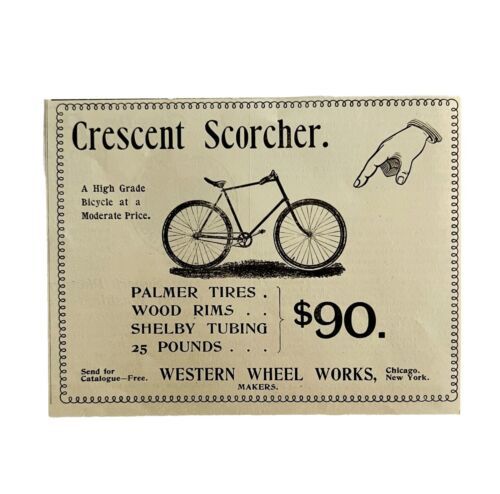 Crescent Scorcher.
A High Grade
Bicycle at a
Moderate Price.
PALMER TIRES .
WOOD RIMS . . .
SHELBY TUBING
25 POUNDS . . .
$90.
Send for
Catalogue—Free.
WESTERN WHEEL WORKS,
MAKERS.
Chicago.
New York.